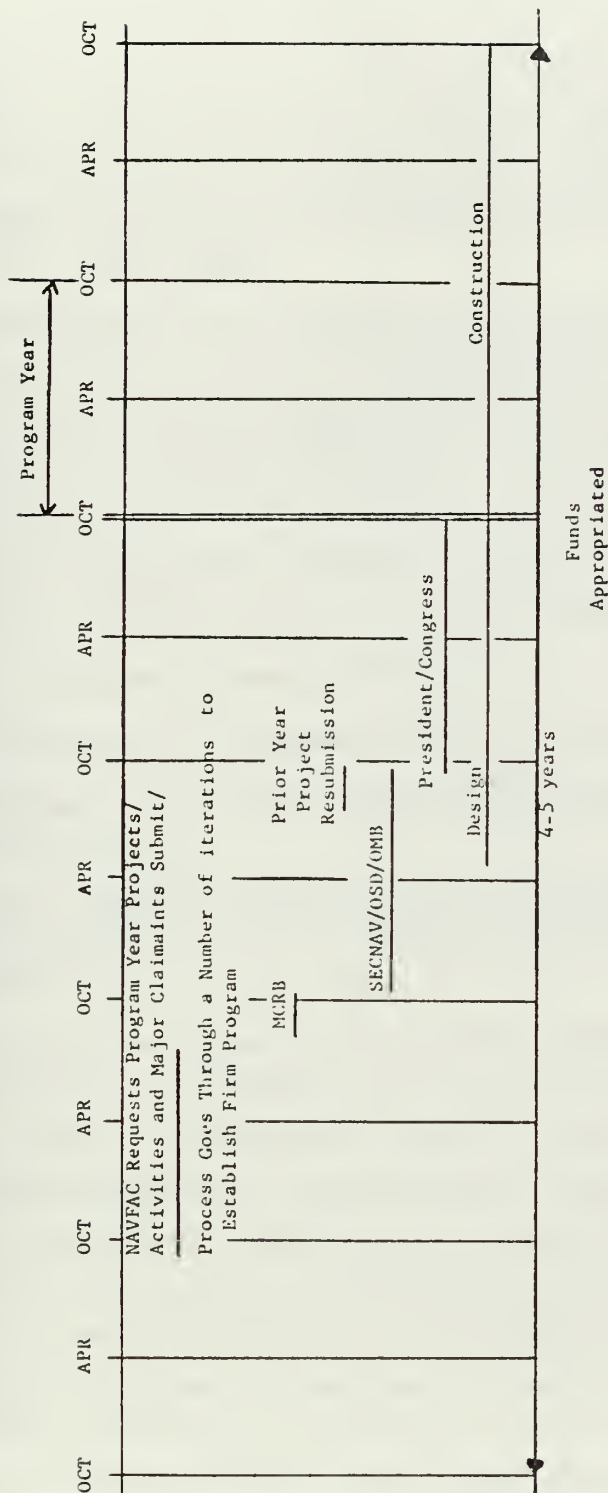 Program Year
OCT
APR
OCT
APR
OCT
APR
OCT
APR
OCT
APR
OCT
APR
OCT
NAVFAC Requests Program Year Projects/
Activities and Major Claimaints Submit/
Process Goes Through a Number of iterations to
Establish Firm Program
MCRB
Prior Year
Project
Resubmission
SECNAV/OSD/OMB
President/Congress
Design
Construction
4-5 years
Funds
Appropriated